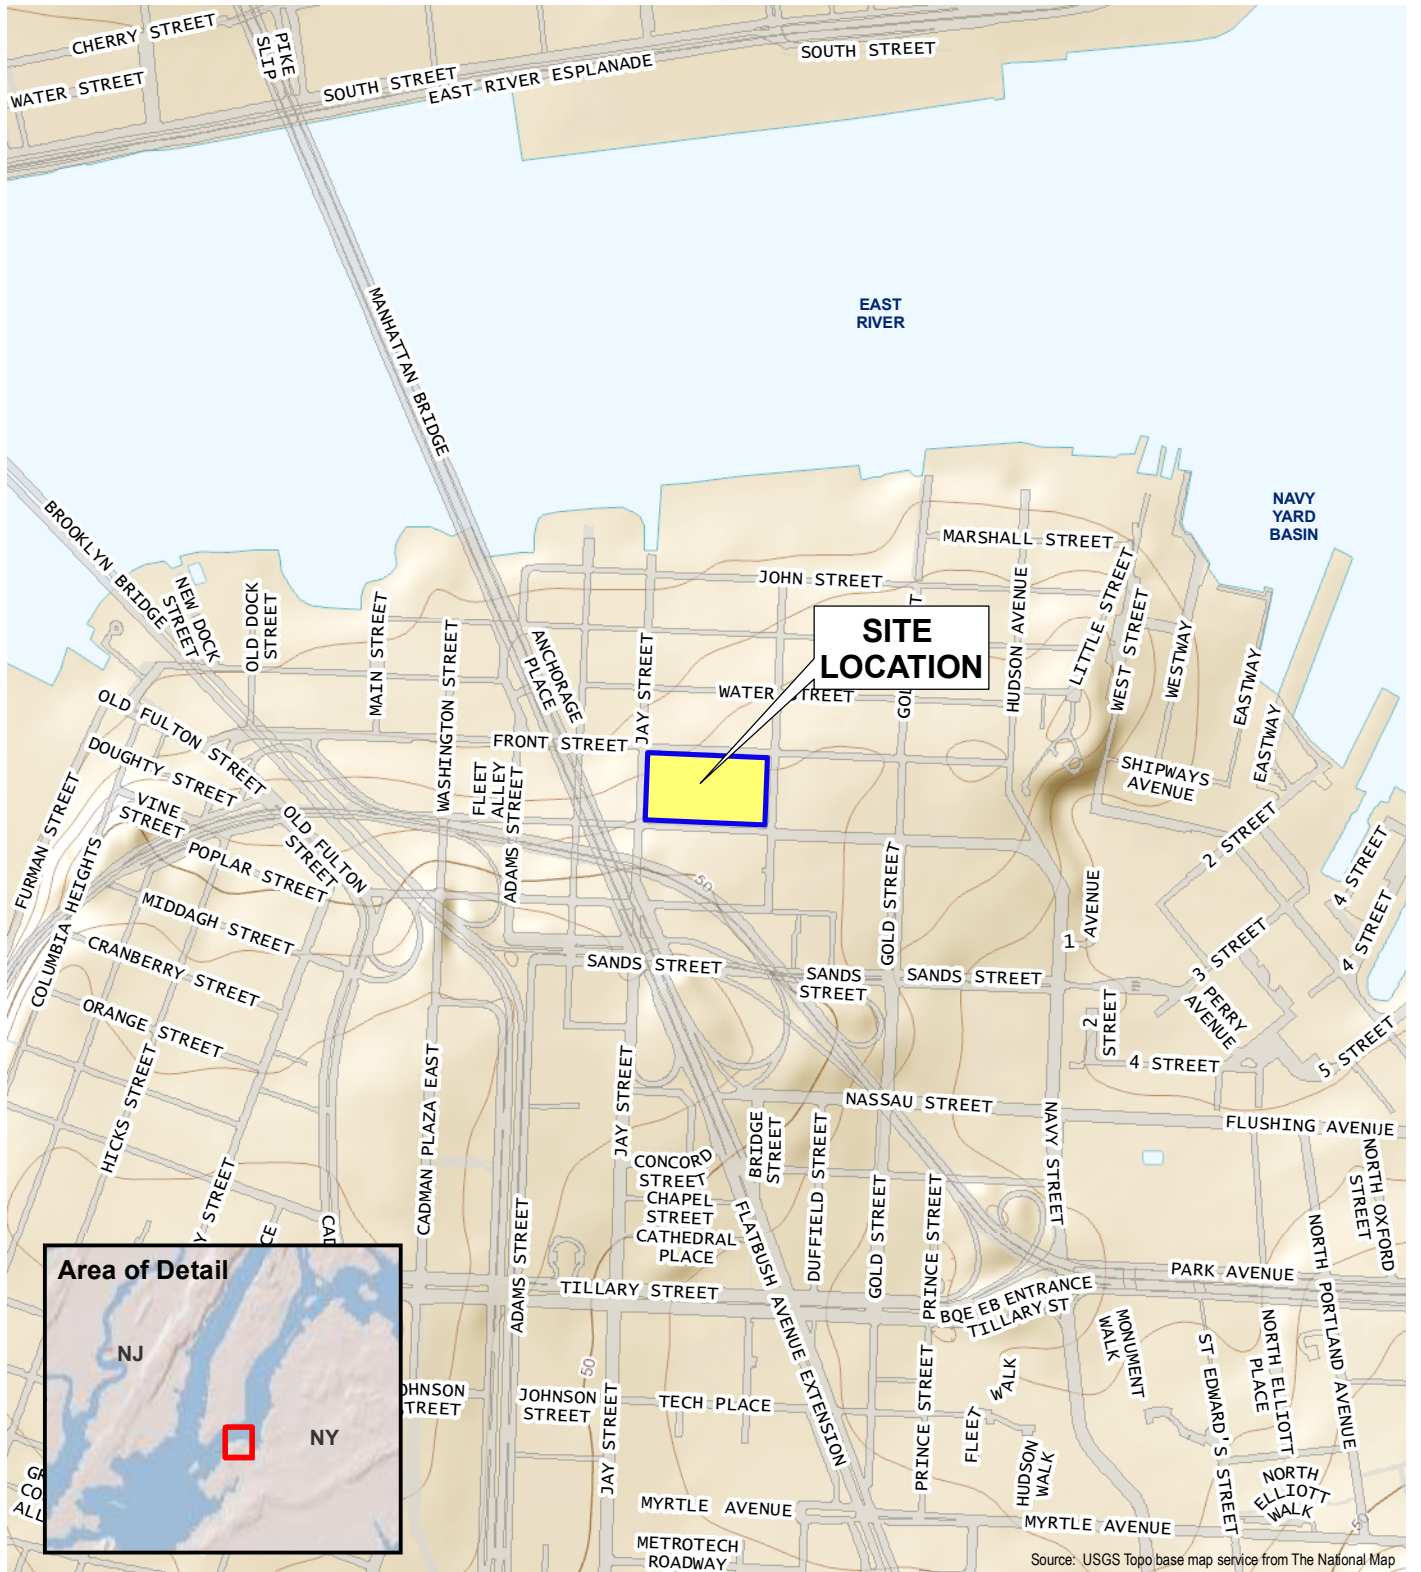 CHERRY STREET
PIKE
SLIP
WATER STREET
SOUTH STREET
EAST RIVER ESPLANADE
SOUTH STREET
MANHATTAN BRIDGE
EAST
RIVER
NAVY
YARD
BASIN
BROOKLYN BRIDGE
NEW DOCK
STREET
OLD DOCK
STREET
MAIN STREET
WASHINGTON STREET
ANCHORAGE
PLACE
JAY STREET
JOHN STREET
MARSHALL STREET
HUDSON AVENUE
LITTLE STREET
WEST STREET
WESTWAY
EASTWAY
EASTWAY
SITE
LOCATION
WATER STREET
FRONT STREET
OLD FULTON STREET
DOUGHTY STREET
VINE
STREET
POPLAR STREET
OLD FULTON
STREET
FLEET
ALLEY
ADAMS STREET
SHIPWAYS
AVENUE
2 STREET
4 STREET
4 STREET
FURMAN STREET
COLUMBIA HEIGHTS
MIDDAGH STREET
CRANBERRY STREET
ORANGE STREET
HICKS STREET
50
GOLD STREET
1 AVENUE
3 STREET
PERRY
AVENUE
SANDS STREET
SANDS
STREET
SANDS STREET
2
STREET
4 STREET
5 STREET
CADMAN PLAZA EAST
JAY STREET
NASSAU STREET
NAVY STREET
FLUSHING AVENUE
NORTH OXFORD
STREET
BRIDGE
STREET
DUFFIELD STREET
CONCORD
STREET
CHAPEL
STREET
CATHEDRAL
PLACE
GOLD STREET
PRINCE STREET
FLATBUSH AVENUE EXTENSION
ADAMS STREET
TILLARY STREET
BQE EB ENTRANCE
TILLARY ST
PARK AVENUE
NORTH PORTLAND AVENUE
MONUMENT
WALK
ST EDWARD'S STREET
NORTH ELLIOTT
PLACE
Y STREET
CE
CAD
Area of Detail
NJ
NY
OHNSON
TREET
JOHNSON
STREET
50
JAY STREET
TECH PLACE
PRINCE STREET
FLEET WALK
HUDSON
WALK
NORTH
ELLIOTT
WALK
50
GR
CO
ALL
MYRTLE AVENUE
MYRTLE AVENUE
METROTECH
ROADWAY
Source: USGS Topo base map service from The National Map